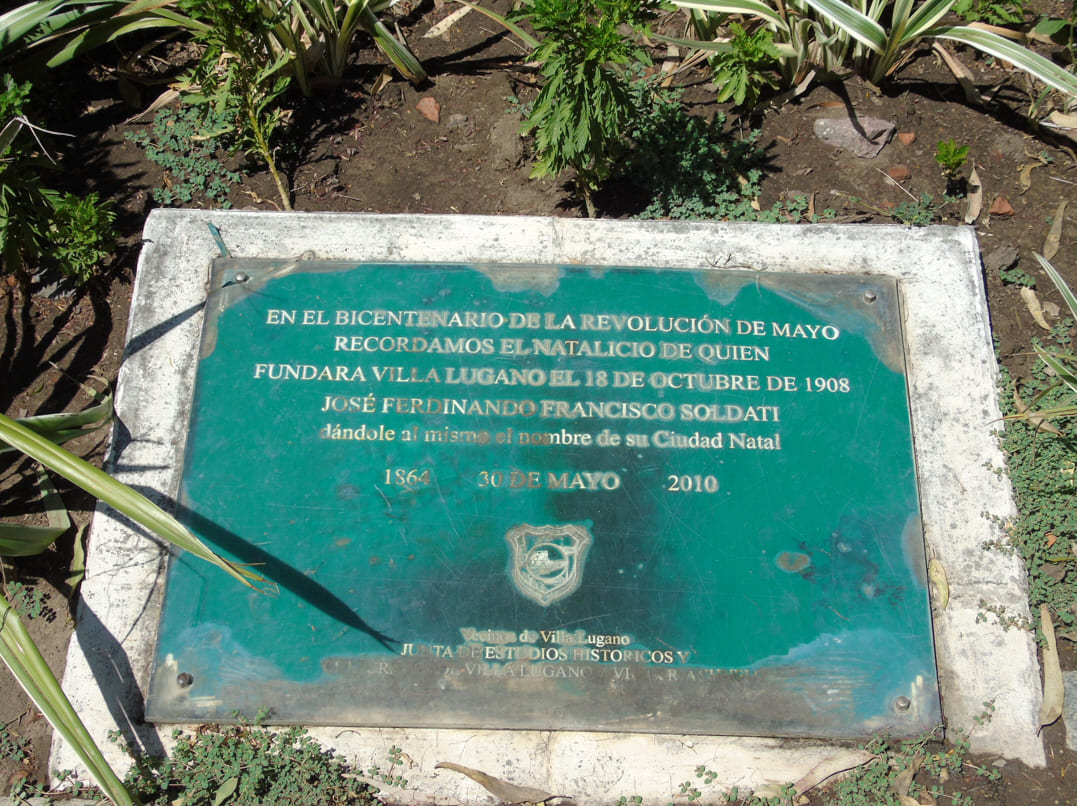 EN EL BICENTENARIO DE LA REVOLUCIÓN DE MAYO
RECORDAMOS EL NATALICIO DE QUIEN
FUNDARA VILLA LUGANO EL 18 DE OCTUBRE DE 1908
JOSÉ FERDINANDO FRANCISCO SOLDATI
dándole al mismo el nombre de su Ciudad Natal
1864 30 DE MAYO 2010
Vecinos de Villa Lugano
JUNTA DE ESTUDIOS HISTORICOS Y
VILLA LUGANO